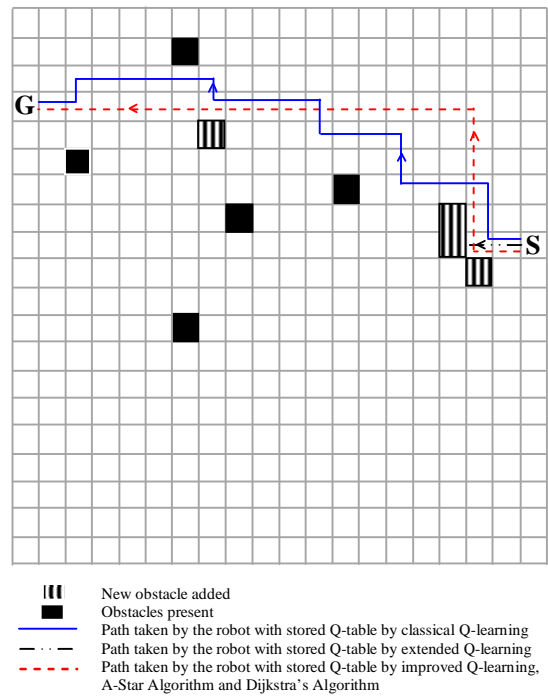 G
S
New obstacle added
Obstacles present
Path taken by the robot with stored Q-table by classical Q-learning
Path taken by the robot with stored Q-table by extended Q-learning
Path taken by the robot with stored Q-table by improved Q-learning,
A-Star Algorithm and Dijkstra's Algorithm